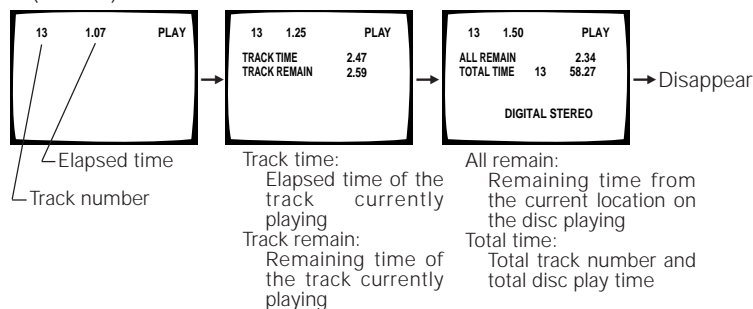 13 1.07 PLAY
Elapsed time
Track number
13 1.25 PLAY
TRACK TIME 2.47
TRACK REMAIN 2.59
Track time:
Elapsed time of the
track currently
playing
Track remain:
Remaining time of
the track currently
playing
13 1.50 PLAY
ALL REMAIN 2.34
TOTAL TIME 13 58.27
DIGITAL STEREO
All remain:
Remaining time from
the current location on
the disc playing
Total time:
Total track number and
total disc play time
Disappear